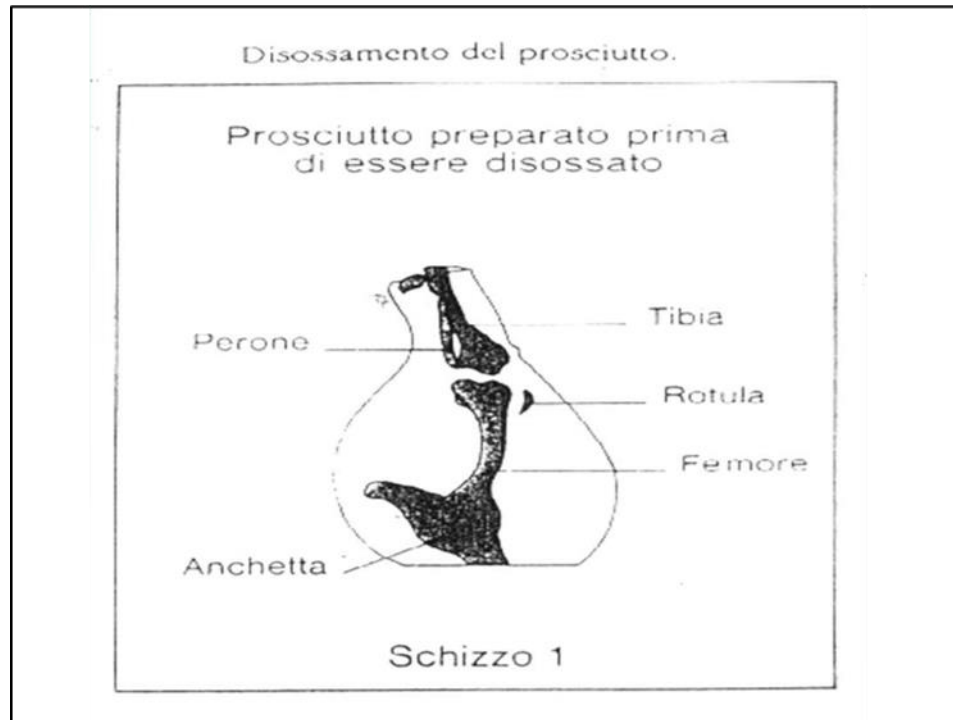 Disossamento del prosciutto.
Prosciutto preparato prima
di essere disossato
Tibia
Perone
Rotula
Femore
Anchetta
Schizzo 1